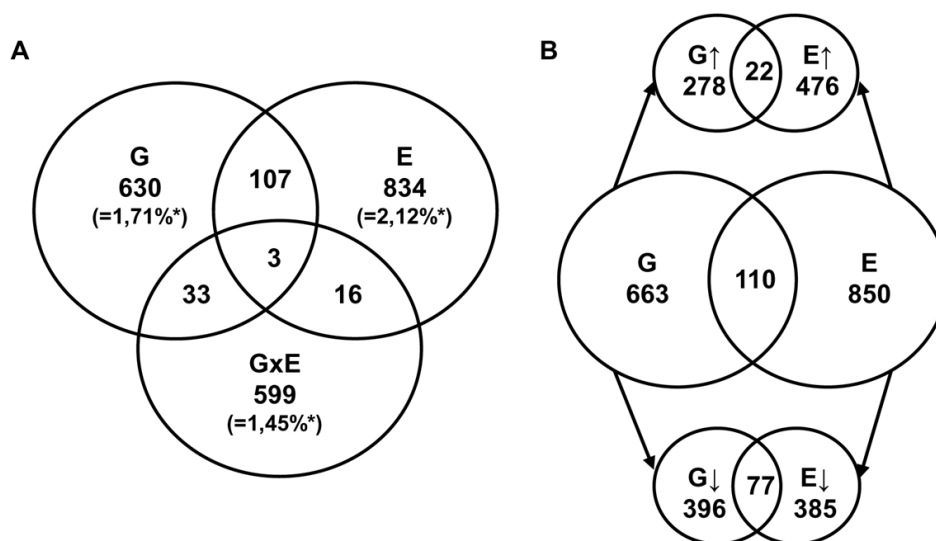 A
G
630
(=1,71%*)
107
E
834
(=2,12%*)
3
33
16
GxE
599
(=1,45%*)
B
G↑
278
22
E↑
476
G
663
110
E
850
G↓
396
77
E↓
385